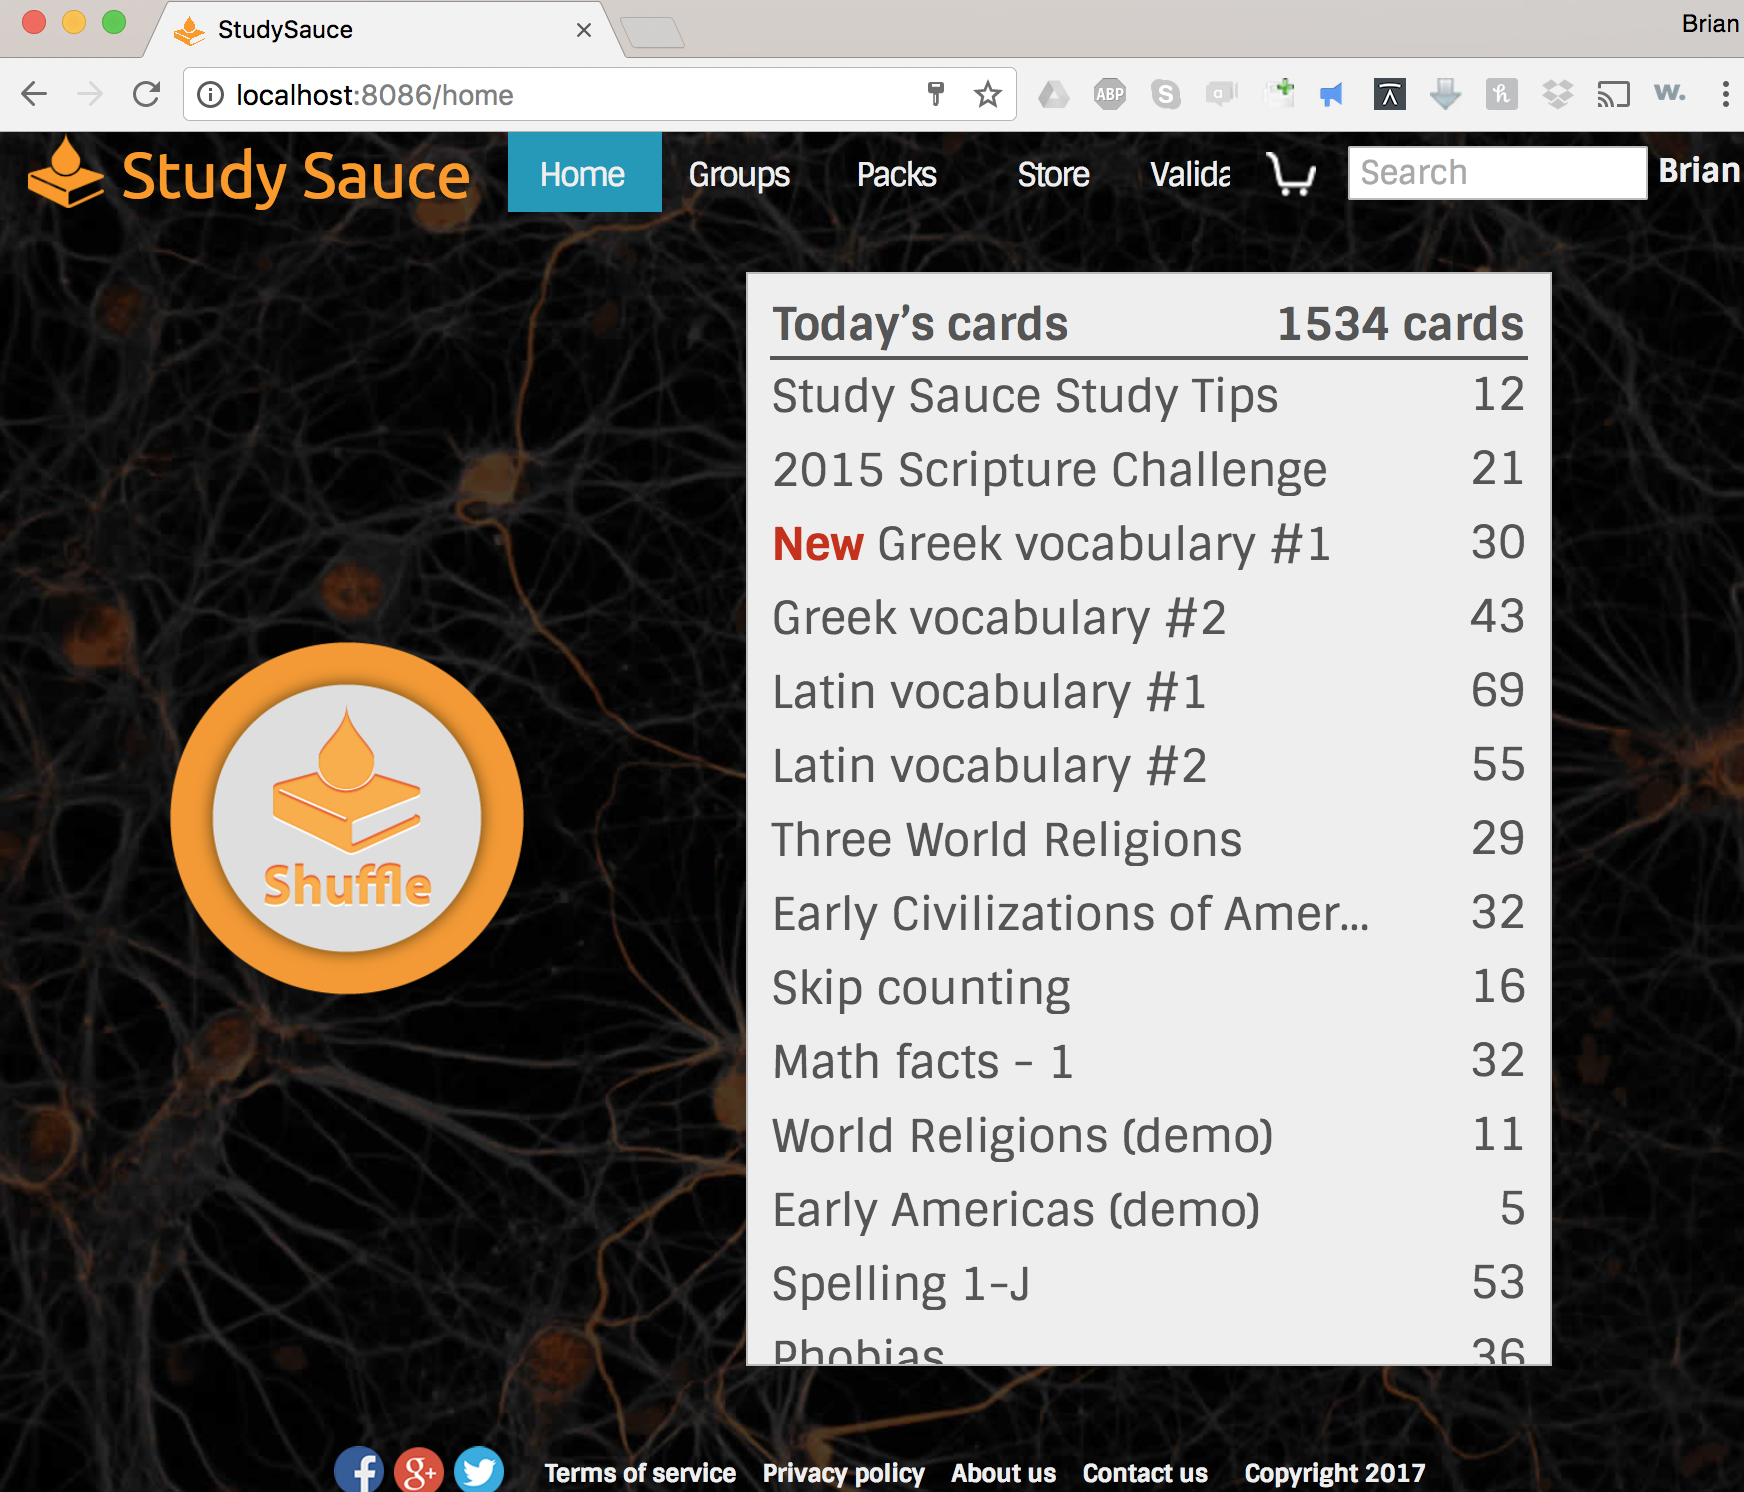 StudySauce
Brian
localhost:8086/home
ABP
S
a
h
w.
Study Sauce
Home Groups Packs Store Valida Search Brian
Today's cards 1534 cards
Study Sauce Study Tips 12
2015 Scripture Challenge 21
New Greek vocabulary #1 30
Greek vocabulary #2 43
Latin vocabulary #1 69
Latin vocabulary #2 55
Three World Religions 29
Early Civilizations of Amer... 32
Skip counting 16
Math facts - 1 32
World Religions (demo) 11
Early Americas (demo) 5
Spelling 1-J 53
Phobias 36
Shuffle
f g+ Terms of service Privacy policy About us Contact us Copyright 2017